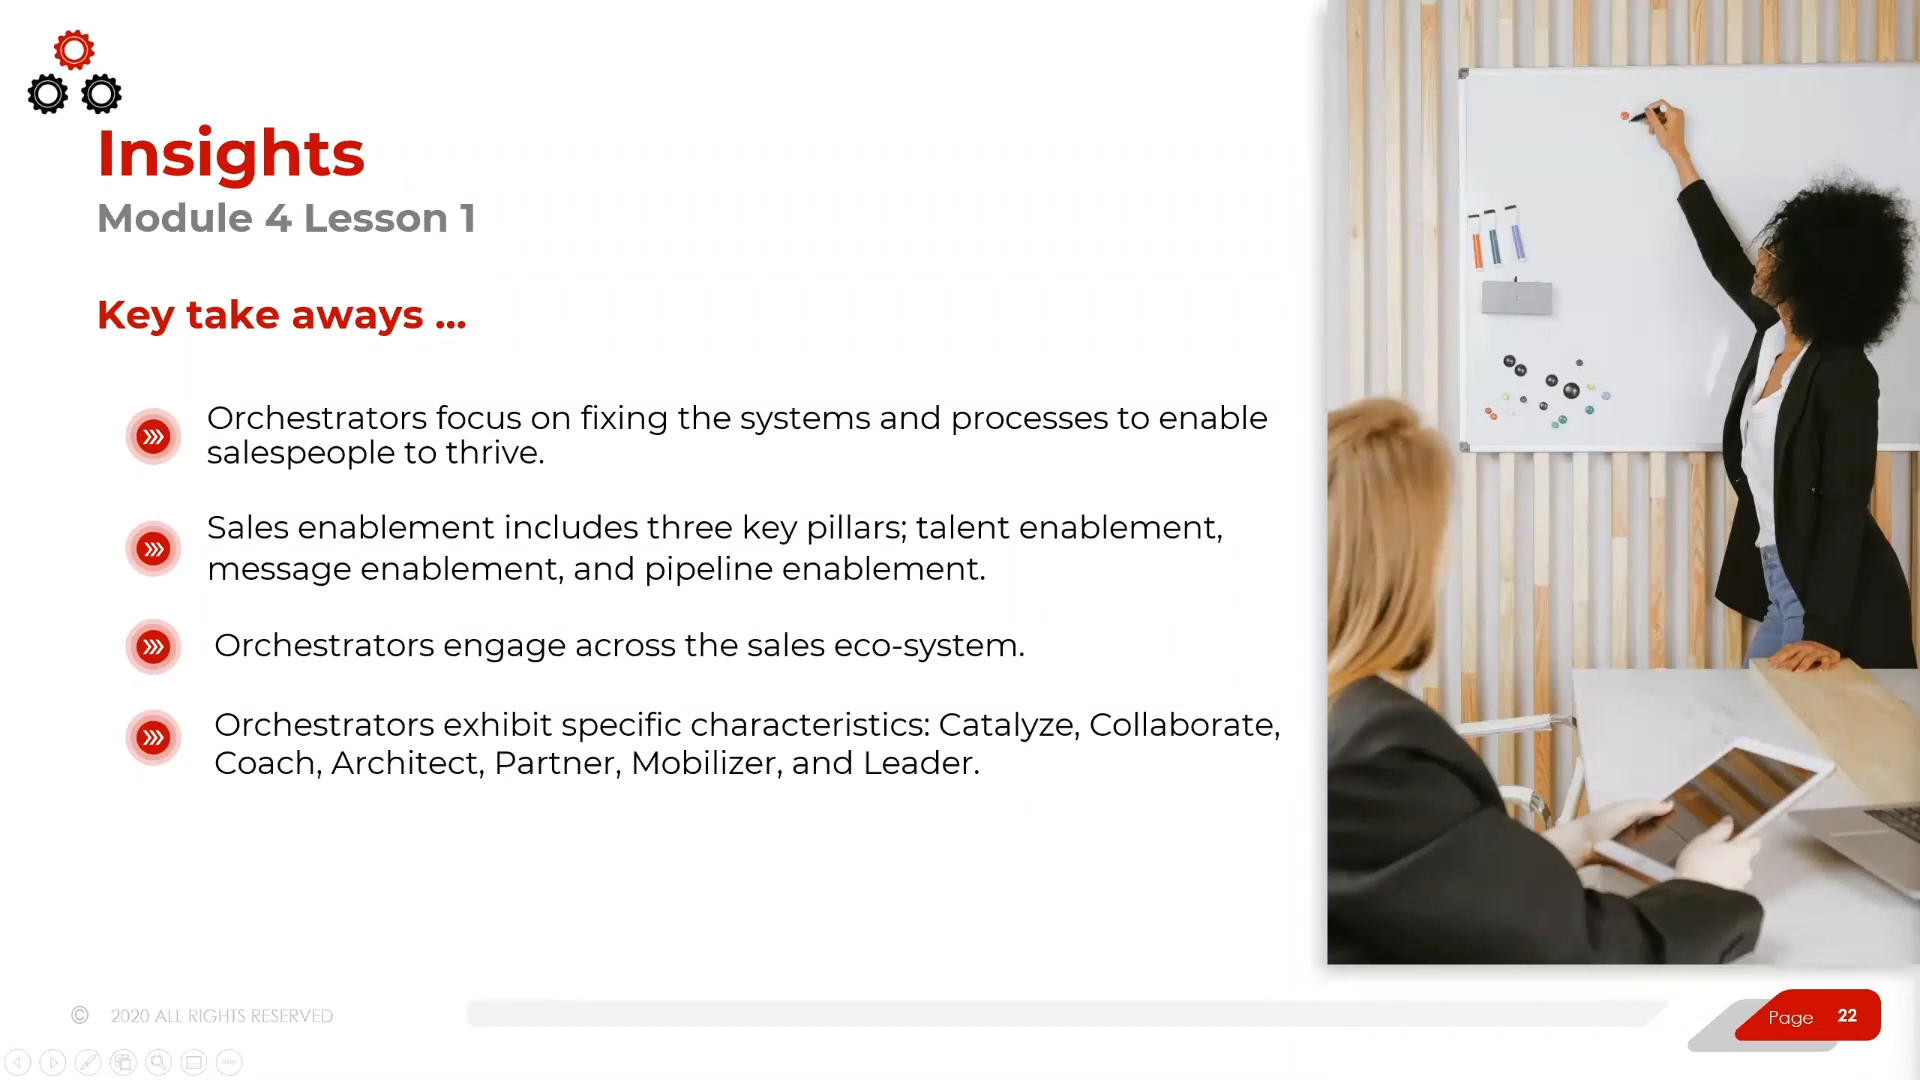 Insights
Module 4 Lesson 1
Key take aways ...
Orchestrators focus on fixing the systems and processes to enable
salespeople to thrive.
Sales enablement includes three key pillars; talent enablement,
message enablement, and pipeline enablement.
Orchestrators engage across the sales eco-system.
Orchestrators exhibit specific characteristics: Catalyze, Collaborate,
Coach, Architect, Partner, Mobilizer, and Leader.
© 2020 ALL RIGHTS RESERVED
Page 22